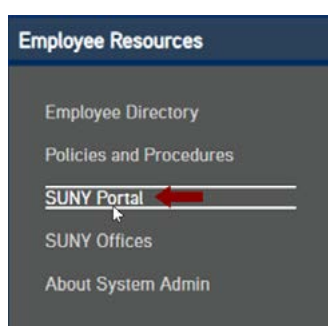 Employee Resources
Employee Directory
Policies and Procedures
SUNY Portal
SUNY Offices
About System Admin